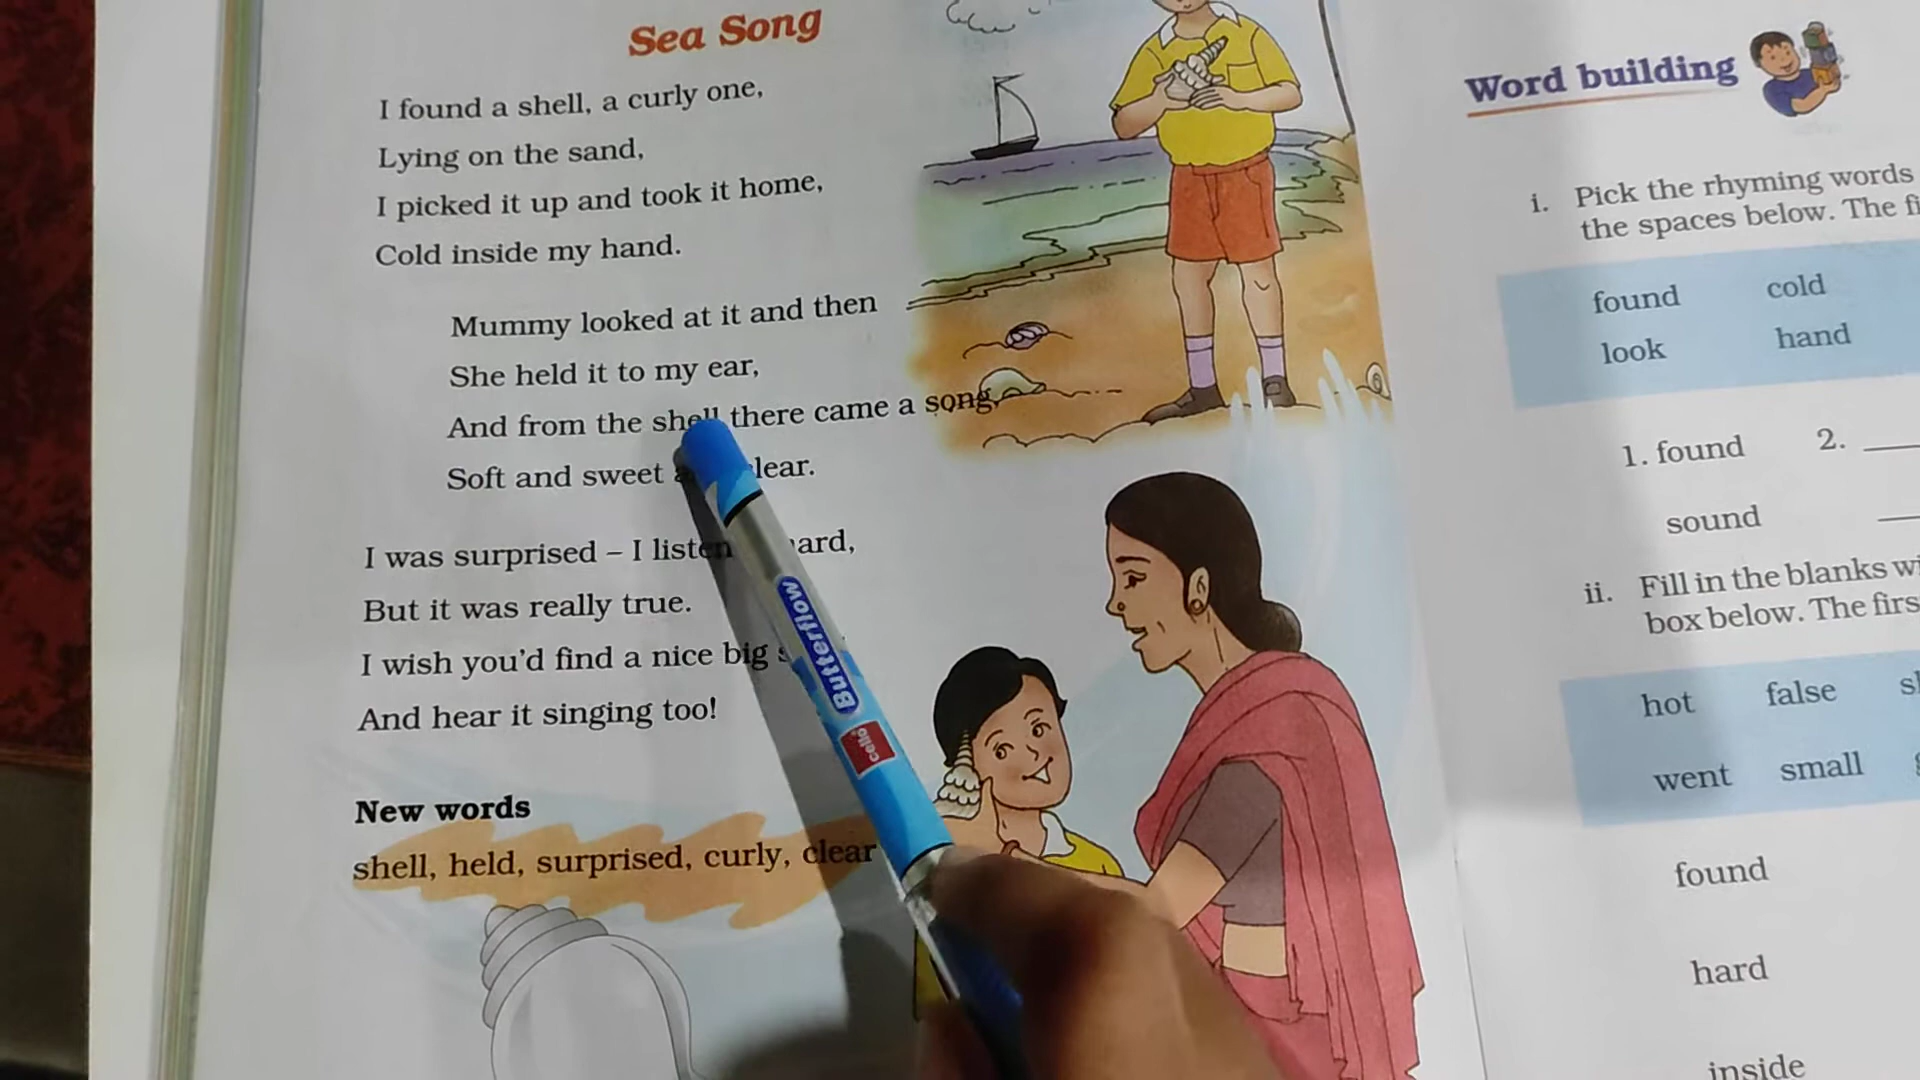 Sea Song
I found a shell, a curly one,
Lying on the sand,
I picked it up and took it home,
Cold inside my hand.
Mummy looked at it and then
She held it to my ear,
And from the shell there came a song,
Soft and sweet lear.
I was surprised – I listen ard,
But it was really true.
I wish you'd find a nice big
And hear it singing too!
New words
shell, held, surprised, curly, clear
Butterflow
cello
Word building
i. Pick the rhyming words
the spaces below. The fi
found cold
look hand
1. found 2.
sound
ii. Fill in the blanks wi
box below. The firs
hot false
went small
found
hard
inside